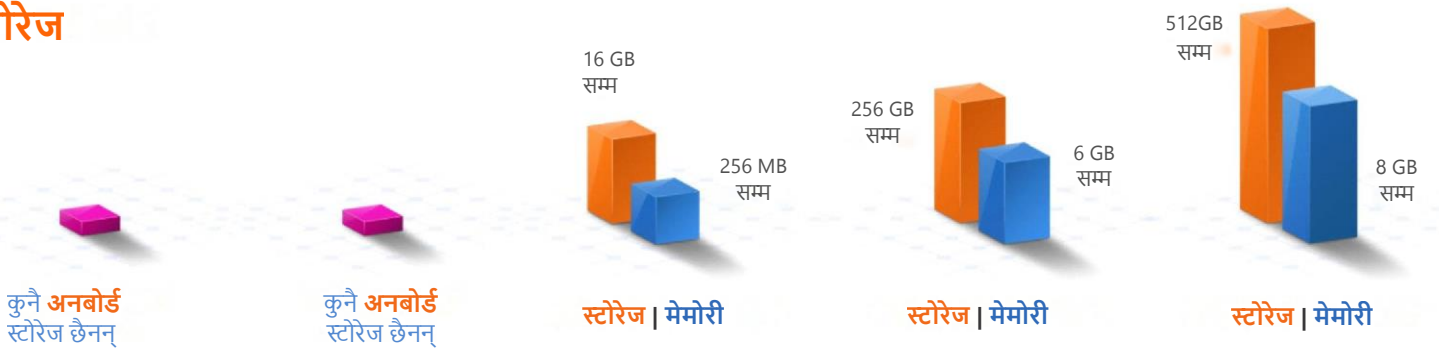 16 GB
सम्म
256 MB
सम्म
256 GB
सम्म
6 GB
सम्म
512GB
सम्म
8 GB
सम्म
कुनै अनबोर्ड
स्टोरेज छैनन्
कुनै अनबोर्ड
स्टोरेज छैनन्
स्टोरेज | मेमोरी
स्टोरेज | मेमोरी
स्टोरेज | मेमोरी